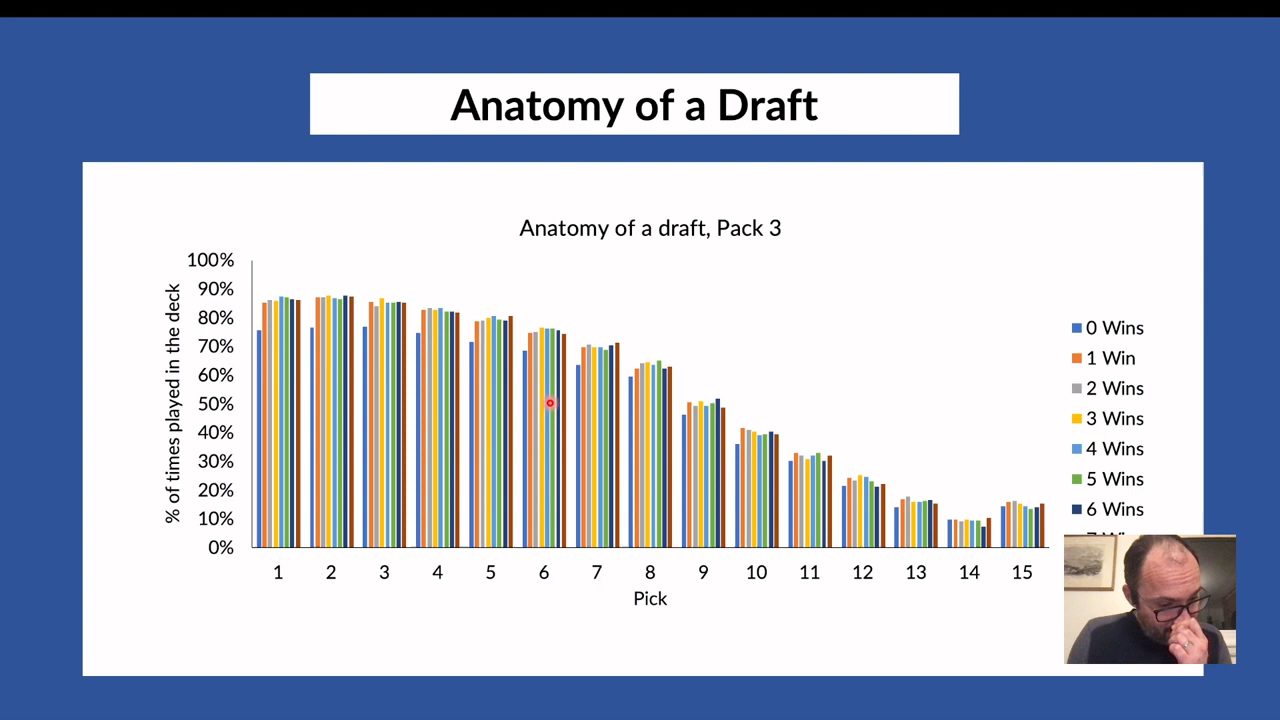 Anatomy of a Draft
Anatomy of a draft, Pack 3
% of times played in the deck
100%
90%
80%
70%
60%
50%
40%
30%
20%
10%
0%
1 2 3 4 5 6 7 8 9 10 11 12 13 14 15
Pick
0 Wins
1 Win
2 Wins
3 Wins
4 Wins
5 Wins
6 Wins